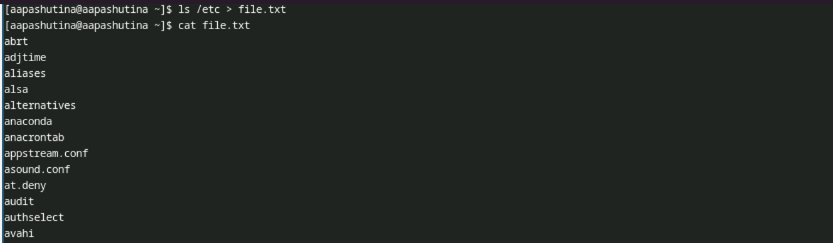 [aapashutina@aapashutina ~]$ ls /etc > file.txt
[aapashutina@aapashutina ~]$ cat file.txt
abrt
adjtime
aliases
alsa
alternatives
anaconda
anacrontab
appstream.conf
asound.conf
at.deny
audit
authselect
avahi